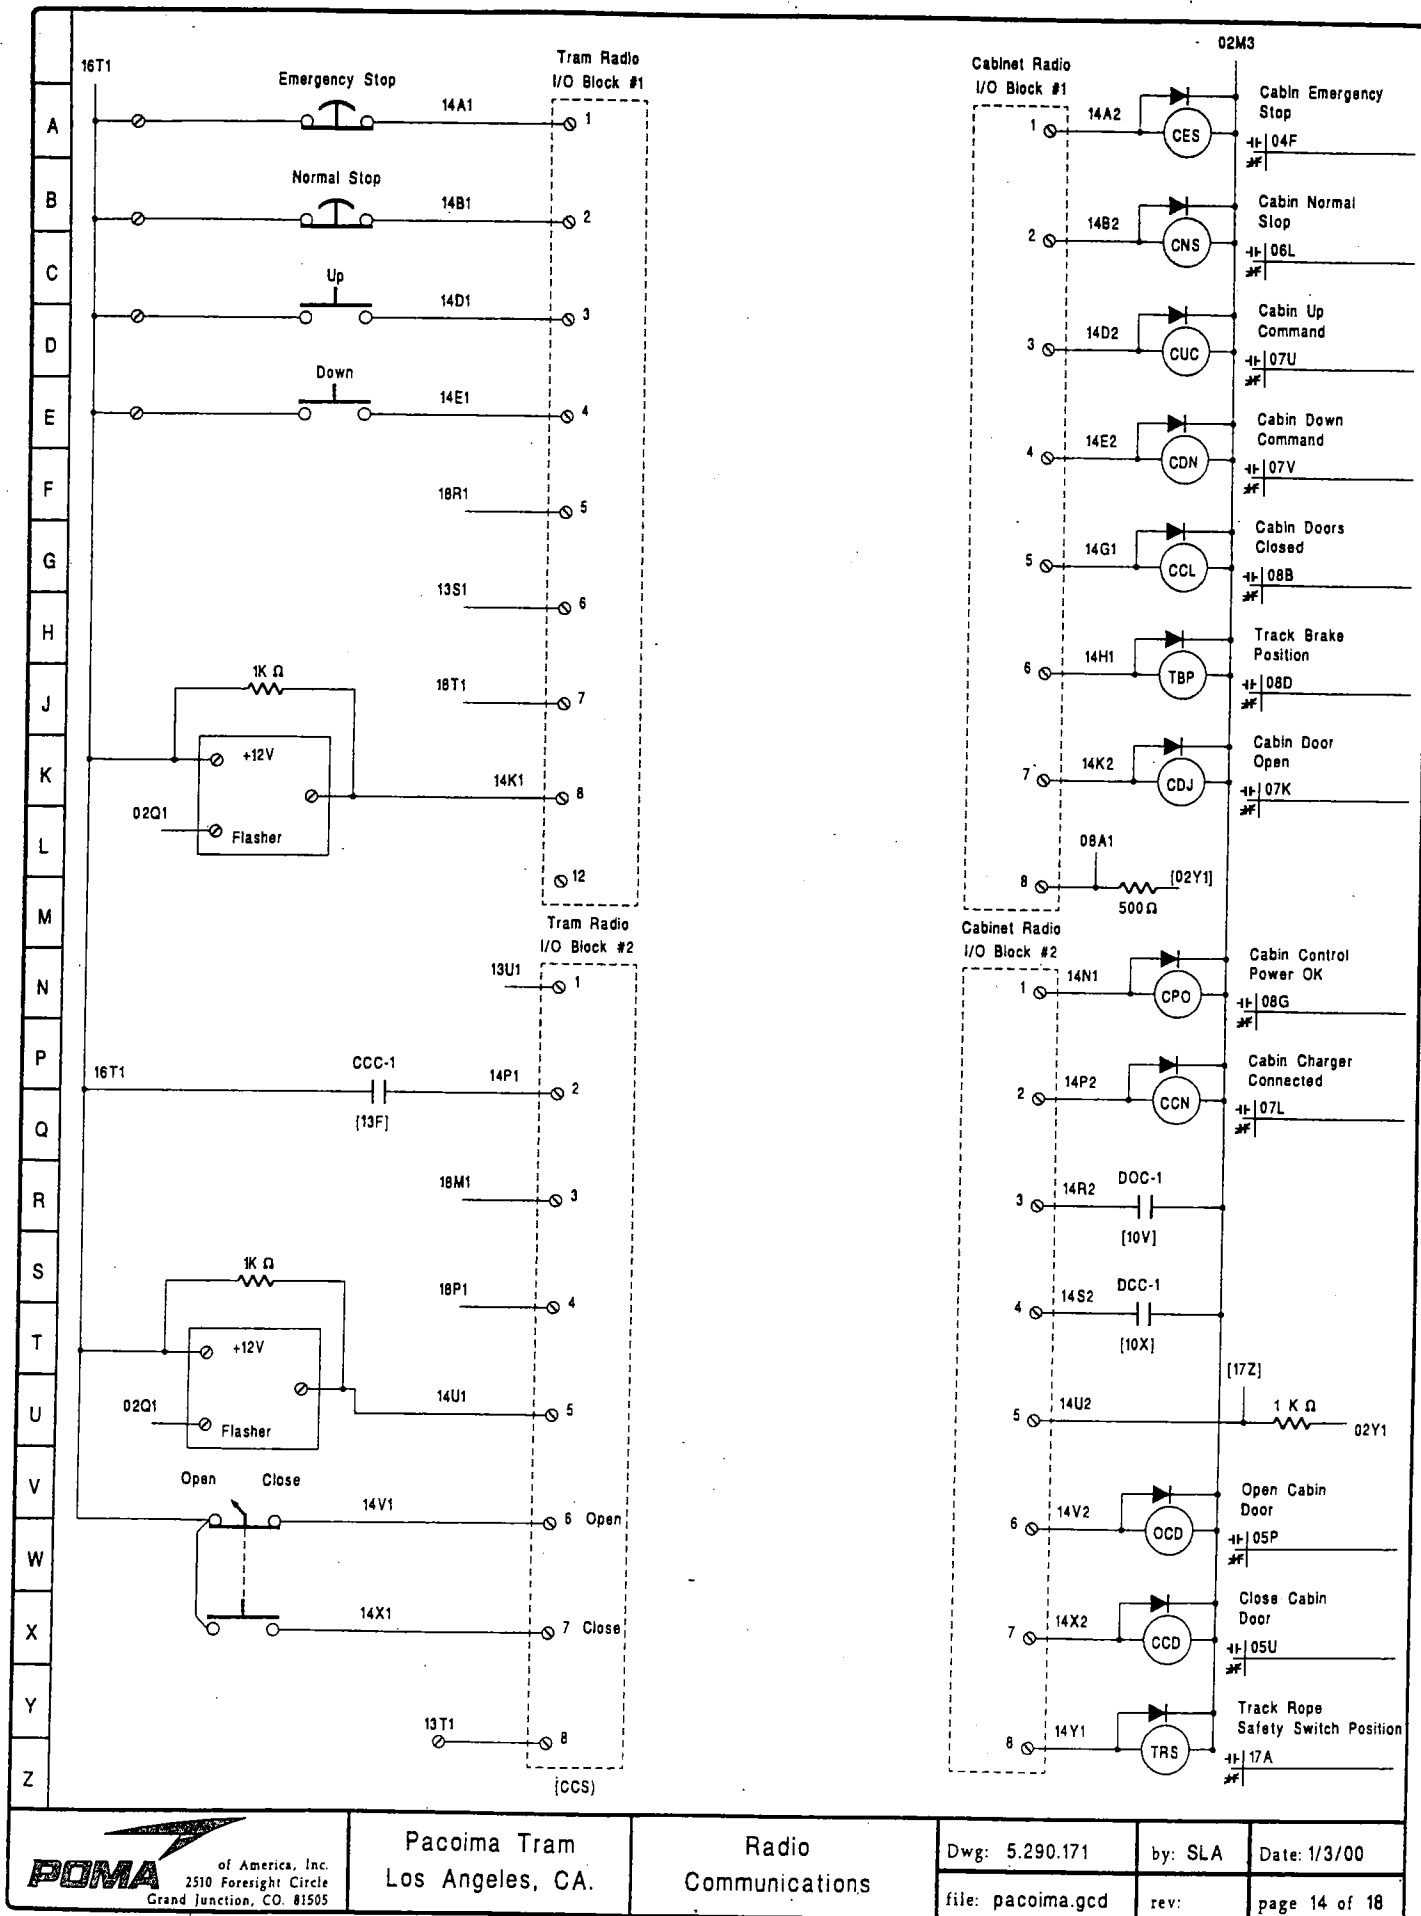 02M3
16T1
Tram Radio
I/O Block #1
Cabinet Radio
I/O Block #1
Emergency Stop
14A1
1
1
14A2
CES
Cabin Emergency
Stop
04F
A
Normal Stop
14B1
2
2
14B2
CNS
Cabin Normal
Stop
06L
B
C
Up
14D1
3
3
14D2
CUC
Cabin Up
Command
07U
D
Down
14E1
4
4
14E2
CDN
Cabin Down
Command
07V
E
F
18R1
5
5
14G1
CCL
Cabin Doors
Closed
08B
G
13S1
6
6
14H1
TBP
Track Brake
Position
08D
H
1K Ω
18T1
7
J
+12V
14K1
8
7
14K2
CDJ
Cabin Door
Open
07K
K
02Q1
Flasher
L
12
08A1
8
500Ω
[02Y1]
M
Tram Radio
I/O Block #2
Cabinet Radio
I/O Block #2
13U1
1
1
14N1
CPO
Cabin Control
Power OK
08G
N
P
16T1
CCC-1
[13F]
14P1
2
2
14P2
CCN
Cabin Charger
Connected
07L
Q
R
18M1
3
3
14R2
DOC-1
[10V]
S
1K Ω
18P1
4
4
14S2
DCC-1
[10X]
T
+12V
[17Z]
14U1
5
5
14U2
1 K Ω
02Y1
U
02Q1
Flasher
V
Open Close
14V1
6 Open
6
14V2
OCD
Open Cabin
Door
05P
W
X
14X1
7 Close
7
14X2
CCD
Close Cabin
Door
05U
Y
13T1
8
8
14Y1
TRS
Track Rope
Safety Switch Position
17A
Z
(CCS)
POMA
of America, Inc.
2510 Foresight Circle
Grand Junction, CO. 81505
Pacoima Tram
Los Angeles, CA.
Radio
Communications
Dwg: 5.290.171
by: SLA
Date: 1/3/00
file: pacoima.gcd
rev:
page 14 of 18